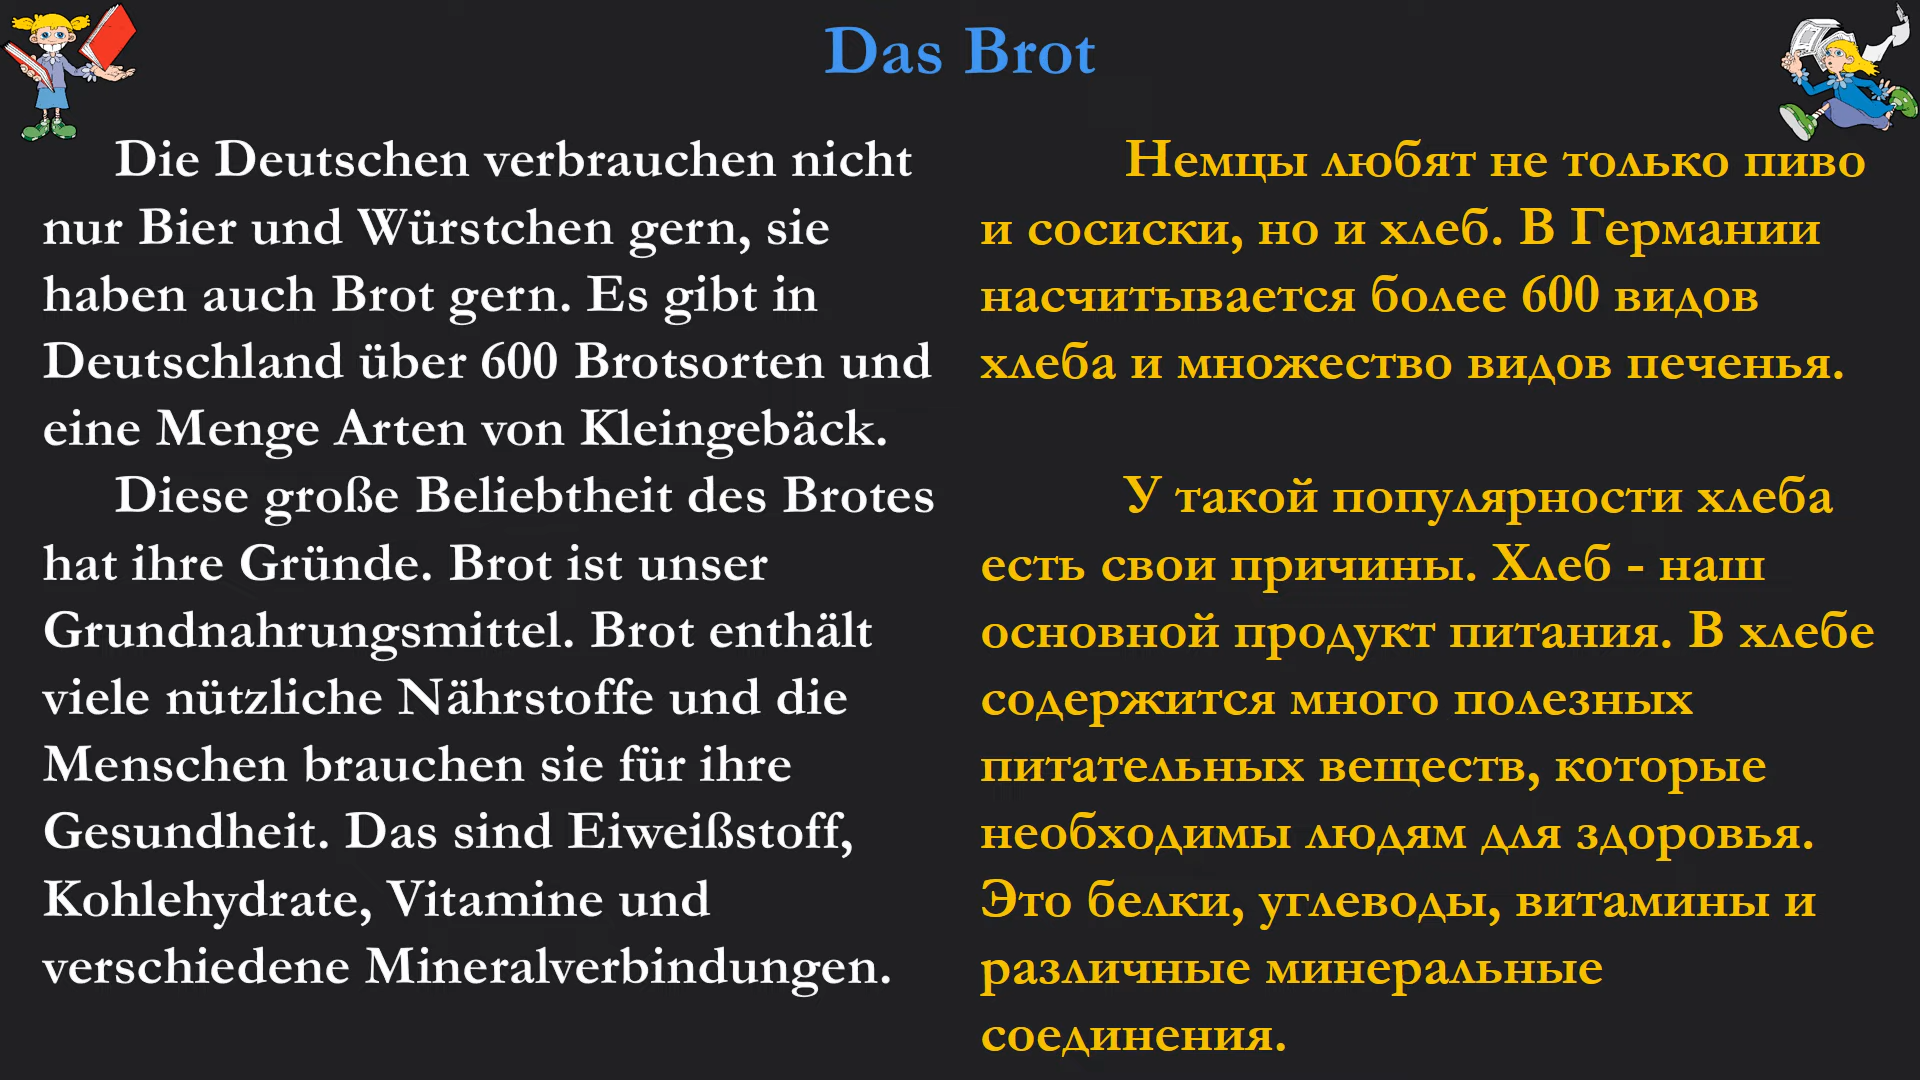 Das Brot
Die Deutschen verbrauchen nicht
nur Bier und Würstchen gern, sie
haben auch Brot gern. Es gibt in
Deutschland über 600 Brotsorten und
eine Menge Arten von Kleingebäck.
Diese große Beliebtheit des Brotes
hat ihre Gründe. Brot ist unser
Grundnahrungsmittel. Brot enthält
viele nützliche Nährstoffe und die
Menschen brauchen sie für ihre
Gesundheit. Das sind Eiweißstoff,
Kohlehydrate, Vitamine und
verschiedene Mineralverbindungen.
Немцы любят не только пиво
и сосиски, но и хлеб. В Германии
насчитывается более 600 видов
хлеба и множество видов печенья.
У такой популярности хлеба
есть свои причины. Хлеб - наш
основной продукт питания. В хлебе
содержится много полезных
питательных веществ, которые
необходимы людям для здоровья.
Это белки, углеводы, витамины и
различные минеральные
соединения.